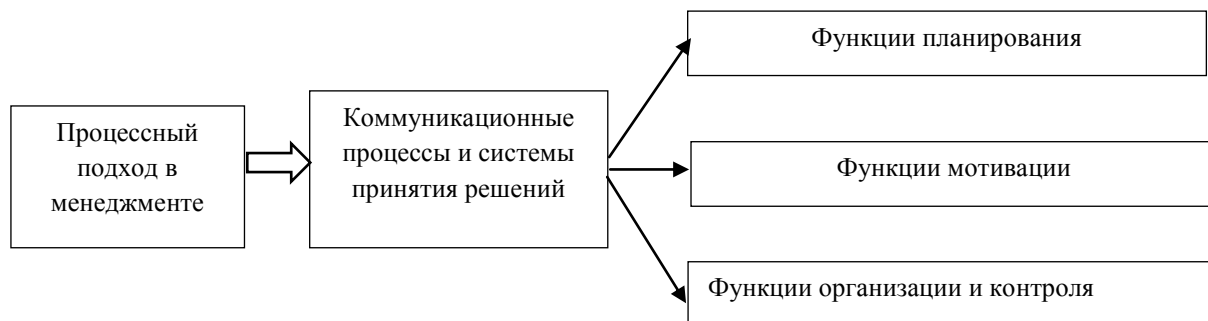 Процессный
подход в
менеджменте
Коммуникационные
процессы и системы
принятия решений
Функции планирования
Функции мотивации
Функции организации и контроля